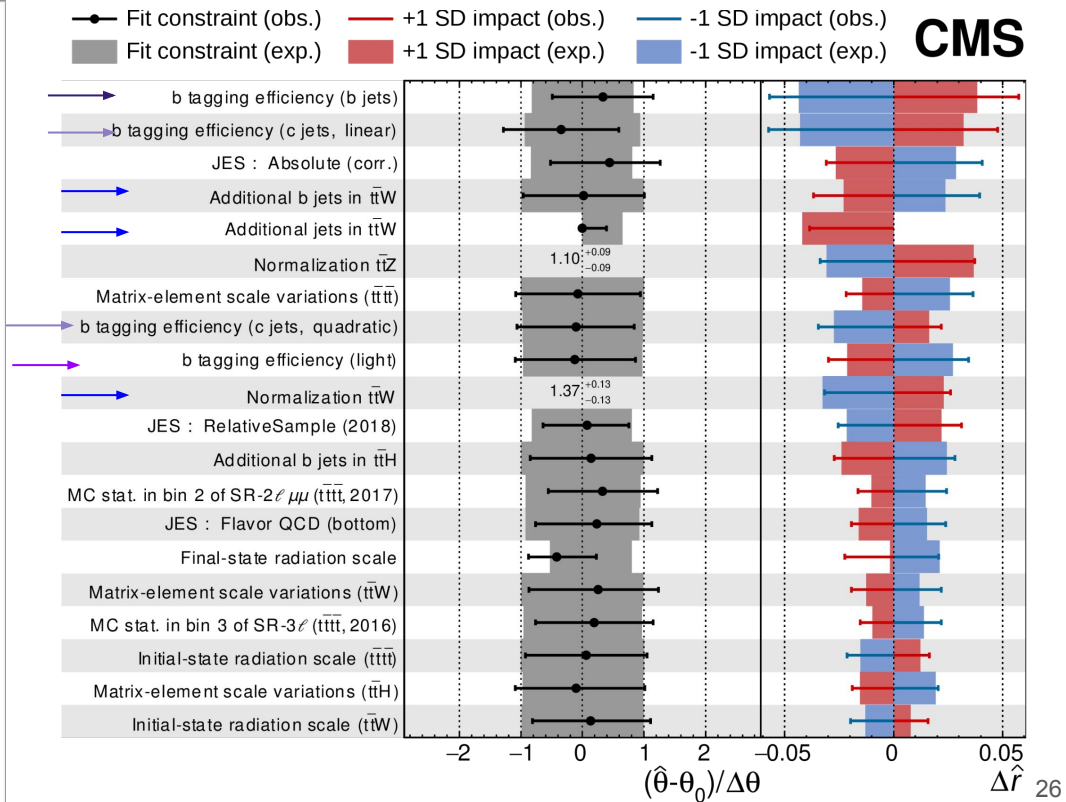 Fit constraint (obs.) +1 SD impact (obs.) -1 SD impact (obs.) CMS
Fit constraint (exp.) +1 SD impact (exp.) -1 SD impact (exp.)
b tagging efficiency (b jets)
b tagging efficiency (c jets, linear)
JES : Absolute (corr.)
Additional b jets in tt̄W
Additional jets in tt̄W
Normalization tt̄Z 1.10 +0.09 −0.09
Matrix-element scale variations (tt̄tt̄)
b tagging efficiency (c jets, quadratic)
b tagging efficiency (light)
Normalization tt̄W 1.37 +0.13 −0.13
JES : RelativeSample (2018)
Additional b jets in tt̄H
MC stat. in bin 2 of SR-2ℓ μμ (tt̄tt̄, 2017)
JES : Flavor QCD (bottom)
Final-state radiation scale
Matrix-element scale variations (tt̄W)
MC stat. in bin 3 of SR-3ℓ (tt̄tt̄, 2016)
Initial-state radiation scale (tt̄tt̄)
Matrix-element scale variations (tt̄H)
Initial-state radiation scale (tt̄W)
−2 −1 0 1 2 −0.05 0 0.05
(θ̂-θ₀)/Δθ Δr̂ 26